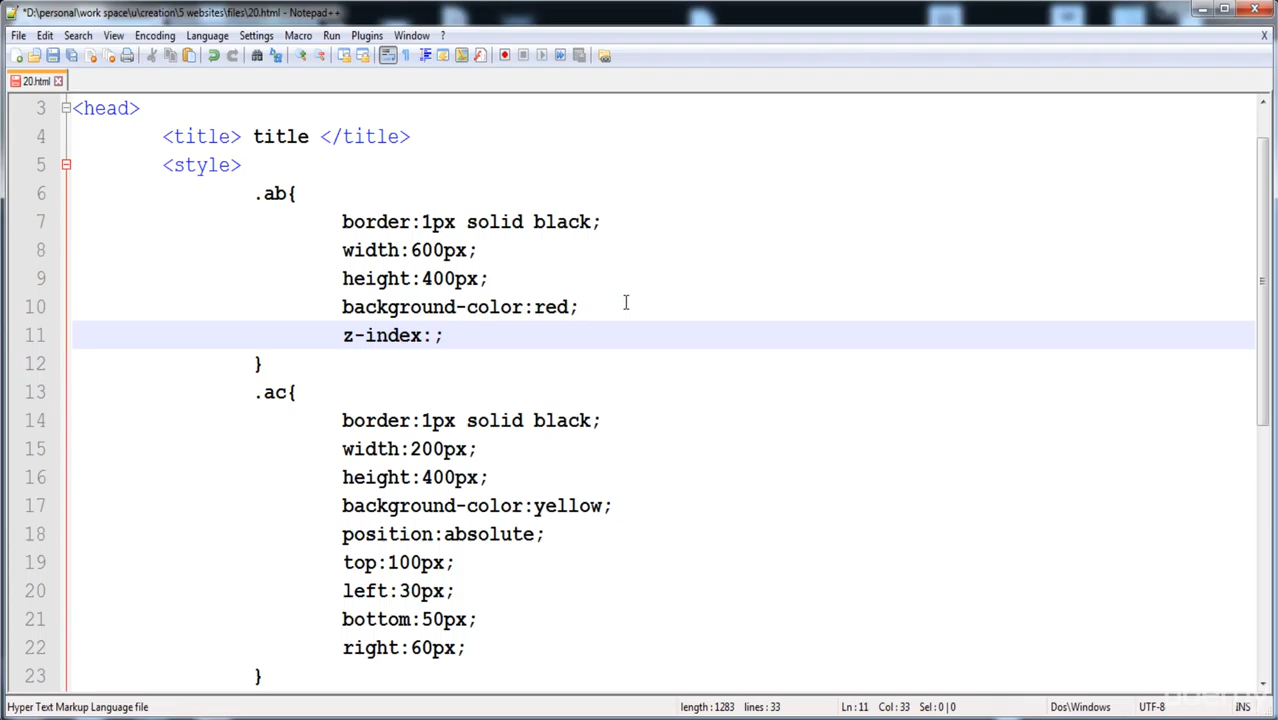 *D:\personal\work space\u\creation\5 websites\files\20.html - Notepad++
File Edit Search View Encoding Language Settings Macro Run Plugins Window ? X
20.html
3 <head>
4 <title> title </title>
5 <style>
6 .ab{
7 border:1px solid black;
8 width:600px;
9 height:400px;
10 background-color:red;
11 z-index:;
12 }
13 .ac{
14 border:1px solid black;
15 width:200px;
16 height:400px;
17 background-color:yellow;
18 position:absolute;
19 top:100px;
20 left:30px;
21 bottom:50px;
22 right:60px;
23 }
Hyper Text Markup Language file length : 1283 lines : 33 Ln : 11 Col : 33 Sel : 0 | 0 Dos\Windows UTF-8 INS